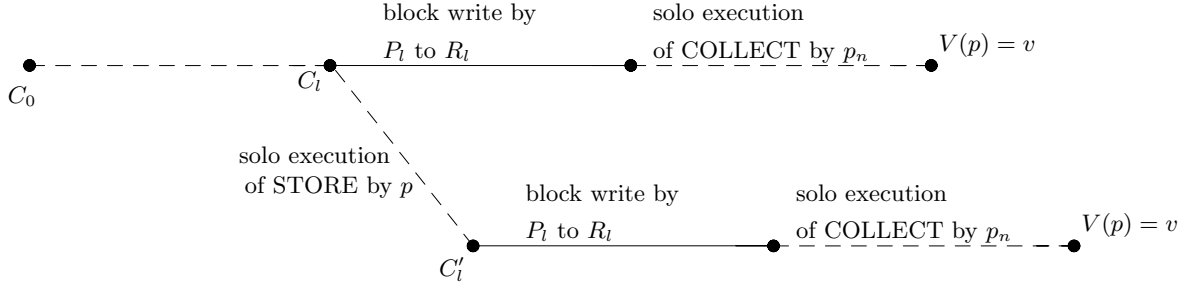 block write by
P_l to R_l
solo execution
of COLLECT by p_n
V(p) = v
C_0
C_l
solo execution
of STORE by p
block write by
P_l to R_l
solo execution
of COLLECT by p_n
V(p) = v
C'_l